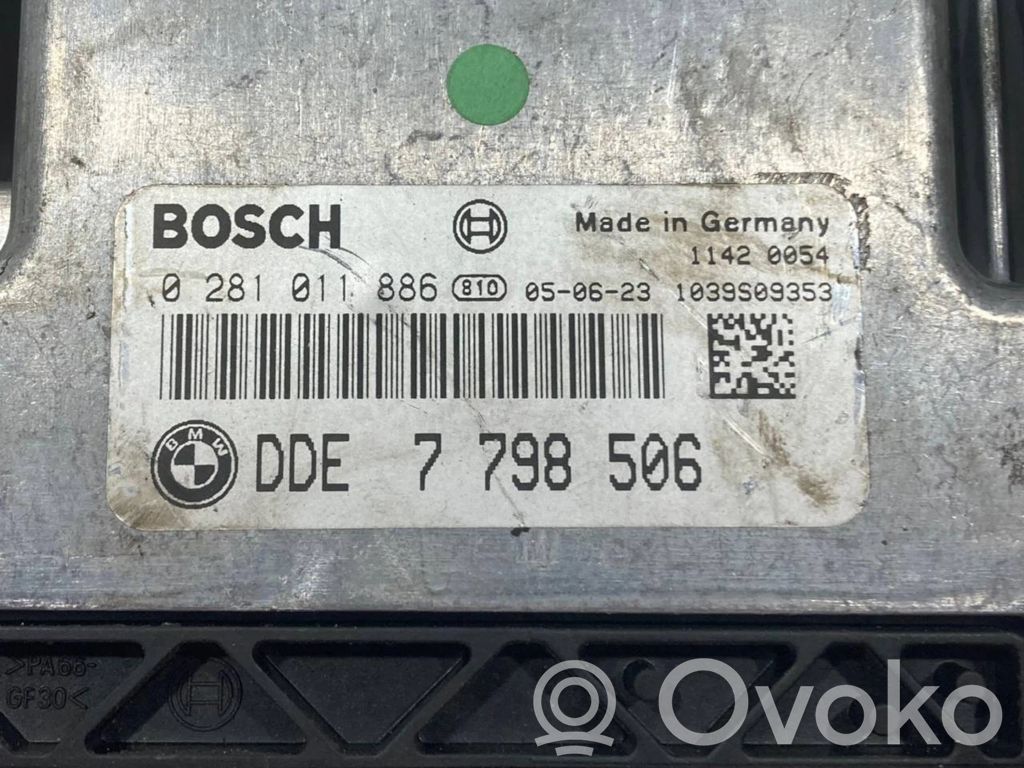 BOSCH Made in Germany
1142 0054
0 281 011 886 810 05-06-23 1039S09353
BMW DDE 7 798 506
>PA66-
GF30<
Ovoko